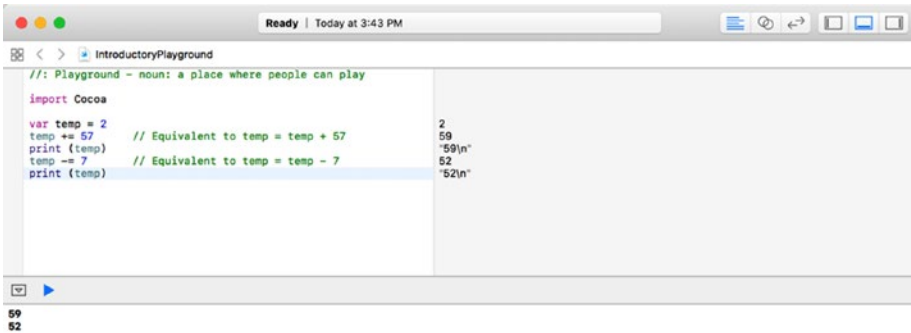 Ready | Today at 3:43 PM
IntroductoryPlayground
//: Playground - noun: a place where people can play
import Cocoa
var temp = 2
2
temp += 57 // Equivalent to temp = temp + 57
59
print (temp)
"59\n"
temp -= 7 // Equivalent to temp = temp - 7
52
print (temp)
"52\n"
59
52